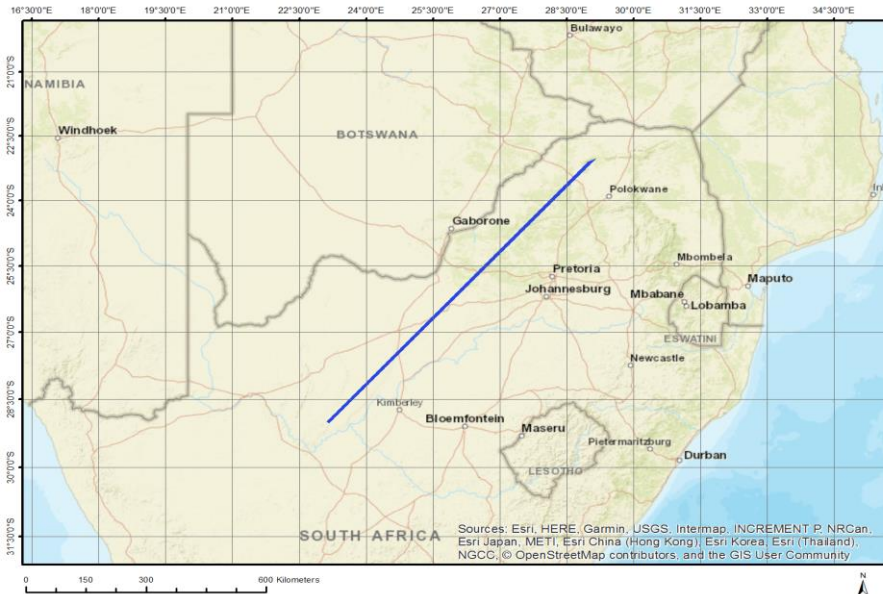 16°30'0"E 18°0'0"E 19°30'0"E 21°0'0"E 22°30'0"E 24°0'0"E 25°30'0"E 27°0'0"E 28°30'0"E 30°0'0"E 31°30'0"E 33°0'0"E 34°30'0"E
Bulawayo
21°0'0"S
NAMIBIA
Windhoek
BOTSWANA
22°30'0"S
Polokwane
24°0'0"S
Gaborone
Mbombela
25°30'0"S
Pretoria
Maputo
Johannesburg
Mbabane
Lobamba
27°0'0"S
ESWATINI
Newcastle
28°30'0"S
Kimberley
Bloemfontein
Maseru
Pietermaritzburg
Durban
30°0'0"S
LESOTHO
31°30'0"S
SOUTH AFRICA
Sources: Esri, HERE, Garmin, USGS, Intermap, INCREMENT P, NRCan,
Esri Japan, METI, Esri China (Hong Kong), Esri Korea, Esri (Thailand),
NGCC, © OpenStreetMap contributors, and the GIS User Community
0 150 300 600 Kilometers
N